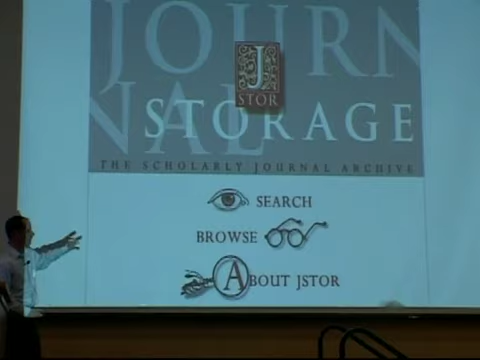 JOURN
NAL
J
STOR
STORAGE
THE SCHOLARLY JOURNAL ARCHIVE
SEARCH
BROWSE
ABOUT JSTOR